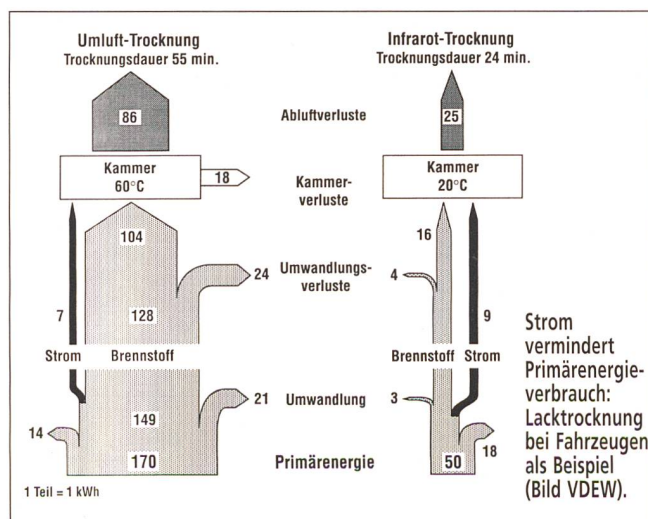 Umluft-Trocknung
Trocknungsdauer 55 min.
Infrarot-Trocknung
Trocknungsdauer 24 min.
86
Abluftverluste
25
Kammer
60°C
18
Kammer-
verluste
Kammer
20°C
104
16
24
Umwandlungs-
verluste
4
7
128
9
Strom
Brennstoff
Brennstoff
Strom
21
Umwandlung
3
149
14
18
170
Primärenergie
50
1 Teil = 1 kWh
Strom
vermindert
Primärenergie-
verbrauch:
Lacktrocknung
bei Fahrzeugen
als Beispiel
(Bild VDEW).